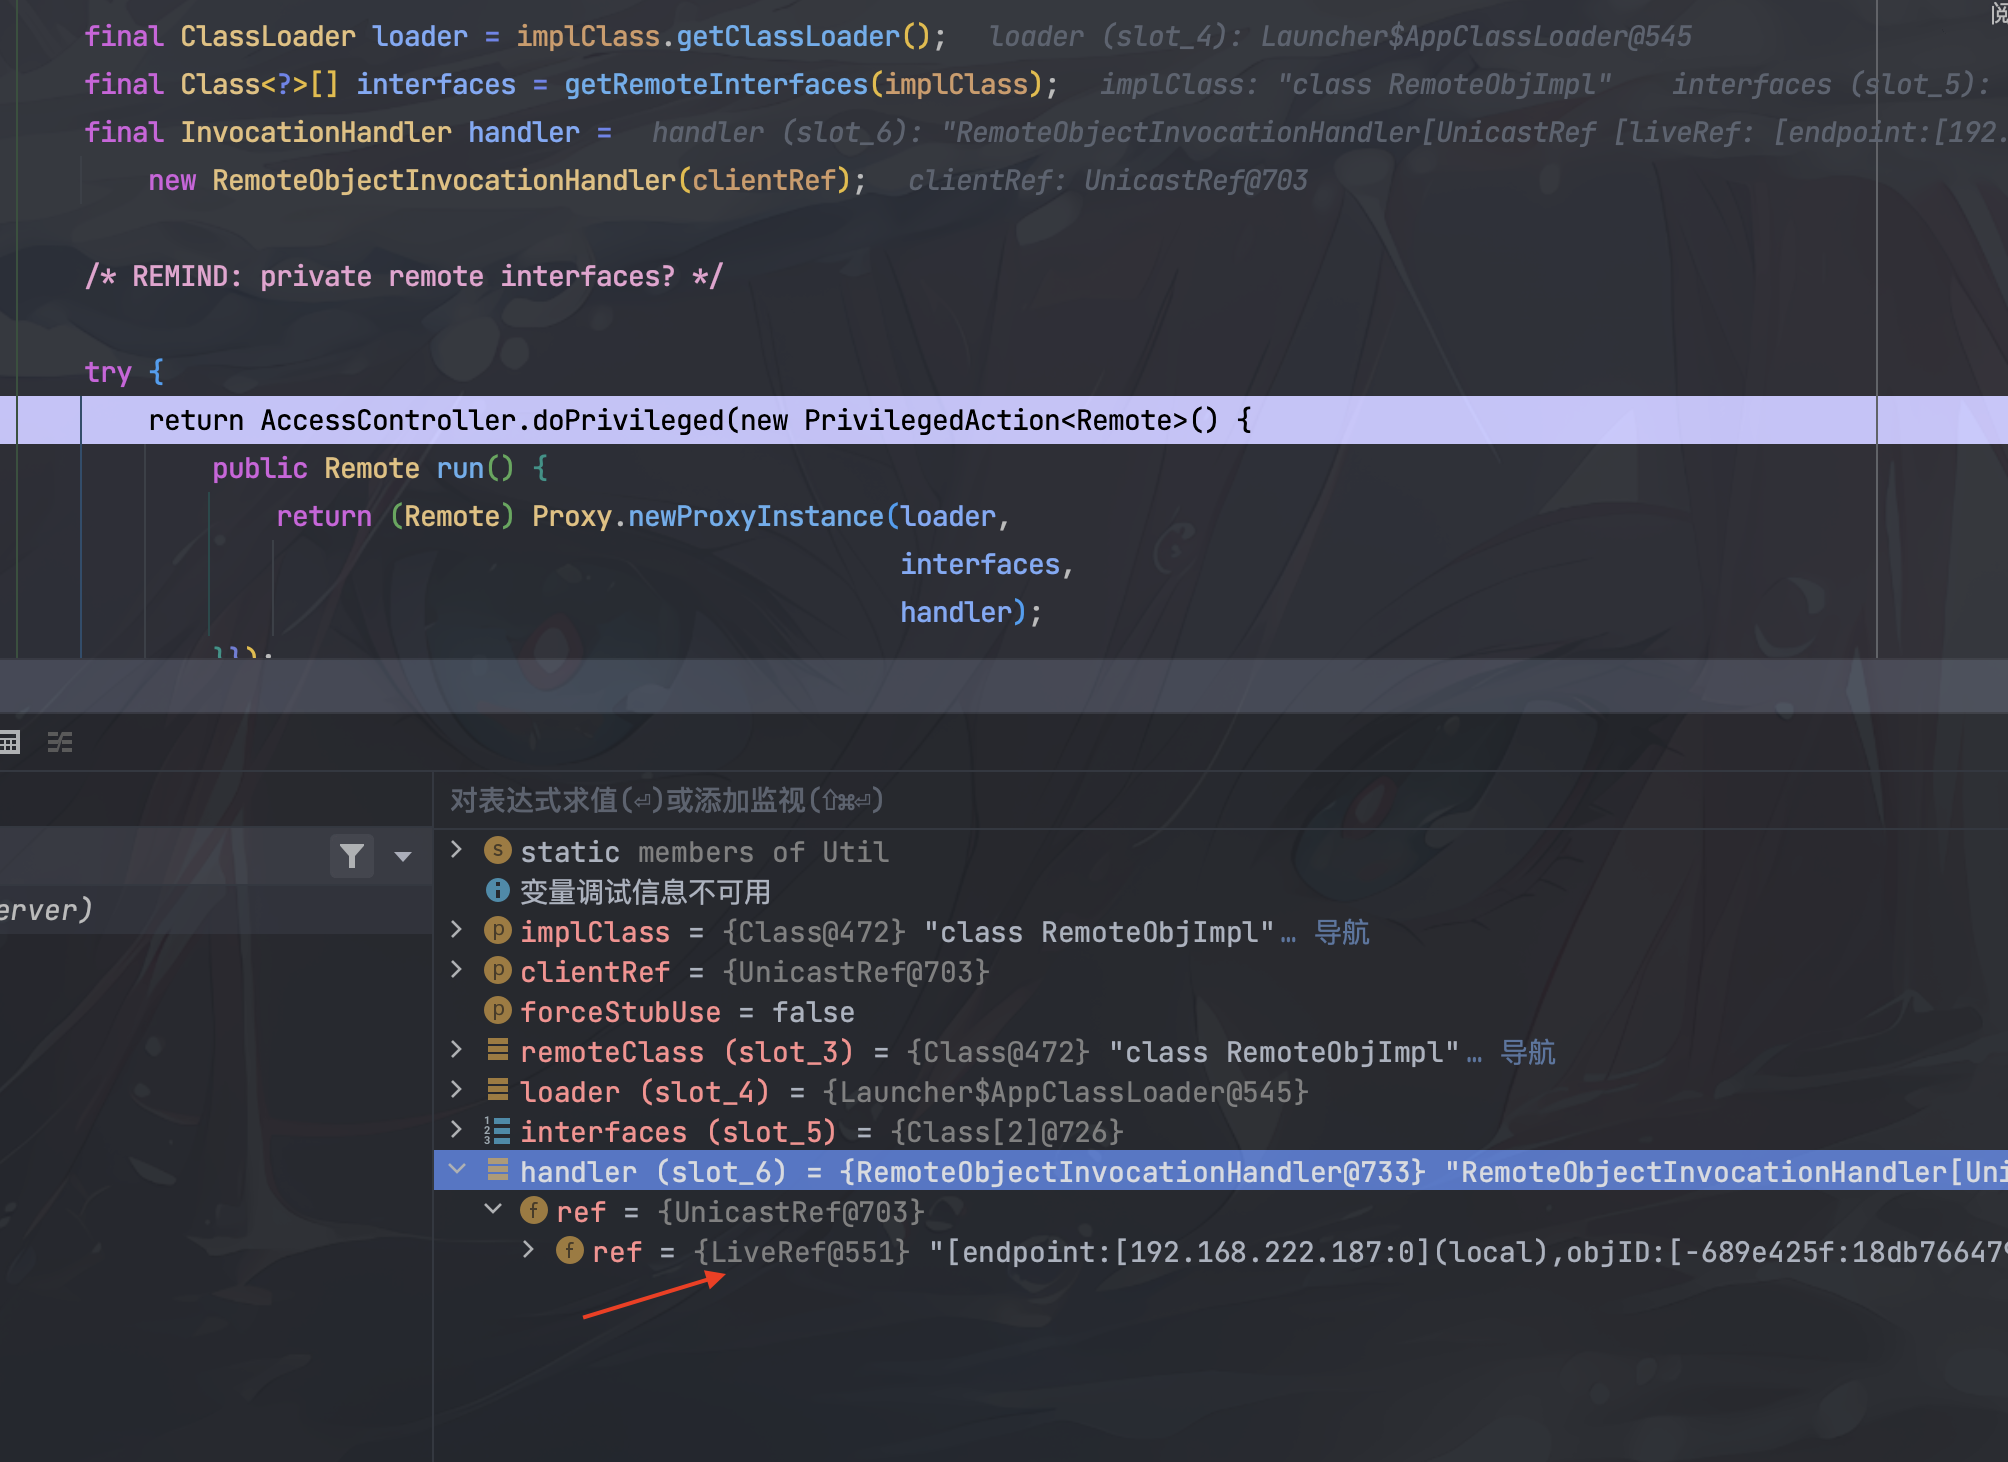 阅
final ClassLoader loader = implClass.getClassLoader();   loader (slot_4): Launcher$AppClassLoader@545
final Class<?>[] interfaces = getRemoteInterfaces(implClass);   implClass: "class RemoteObjImpl"    interfaces (slot_5):
final InvocationHandler handler =   handler (slot_6): "RemoteObjectInvocationHandler[UnicastRef [liveRef: [endpoint:[192.
new RemoteObjectInvocationHandler(clientRef);   clientRef: UnicastRef@703
/* REMIND: private remote interfaces? */
try {
return AccessController.doPrivileged(new PrivilegedAction<Remote>() {
public Remote run() {
return (Remote) Proxy.newProxyInstance(loader,
interfaces,
handler);
}});
对表达式求值(⏎)或添加监视(⇧⌘⏎)
erver)
static members of Util
变量调试信息不可用
implClass = {Class@472} "class RemoteObjImpl"… 导航
clientRef = {UnicastRef@703}
forceStubUse = false
remoteClass (slot_3) = {Class@472} "class RemoteObjImpl"… 导航
loader (slot_4) = {Launcher$AppClassLoader@545}
interfaces (slot_5) = {Class[2]@726}
handler (slot_6) = {RemoteObjectInvocationHandler@733} "RemoteObjectInvocationHandler[Uni
ref = {UnicastRef@703}
ref = {LiveRef@551} "[endpoint:[192.168.222.187:0](local),objID:[-689e425f:18db766479